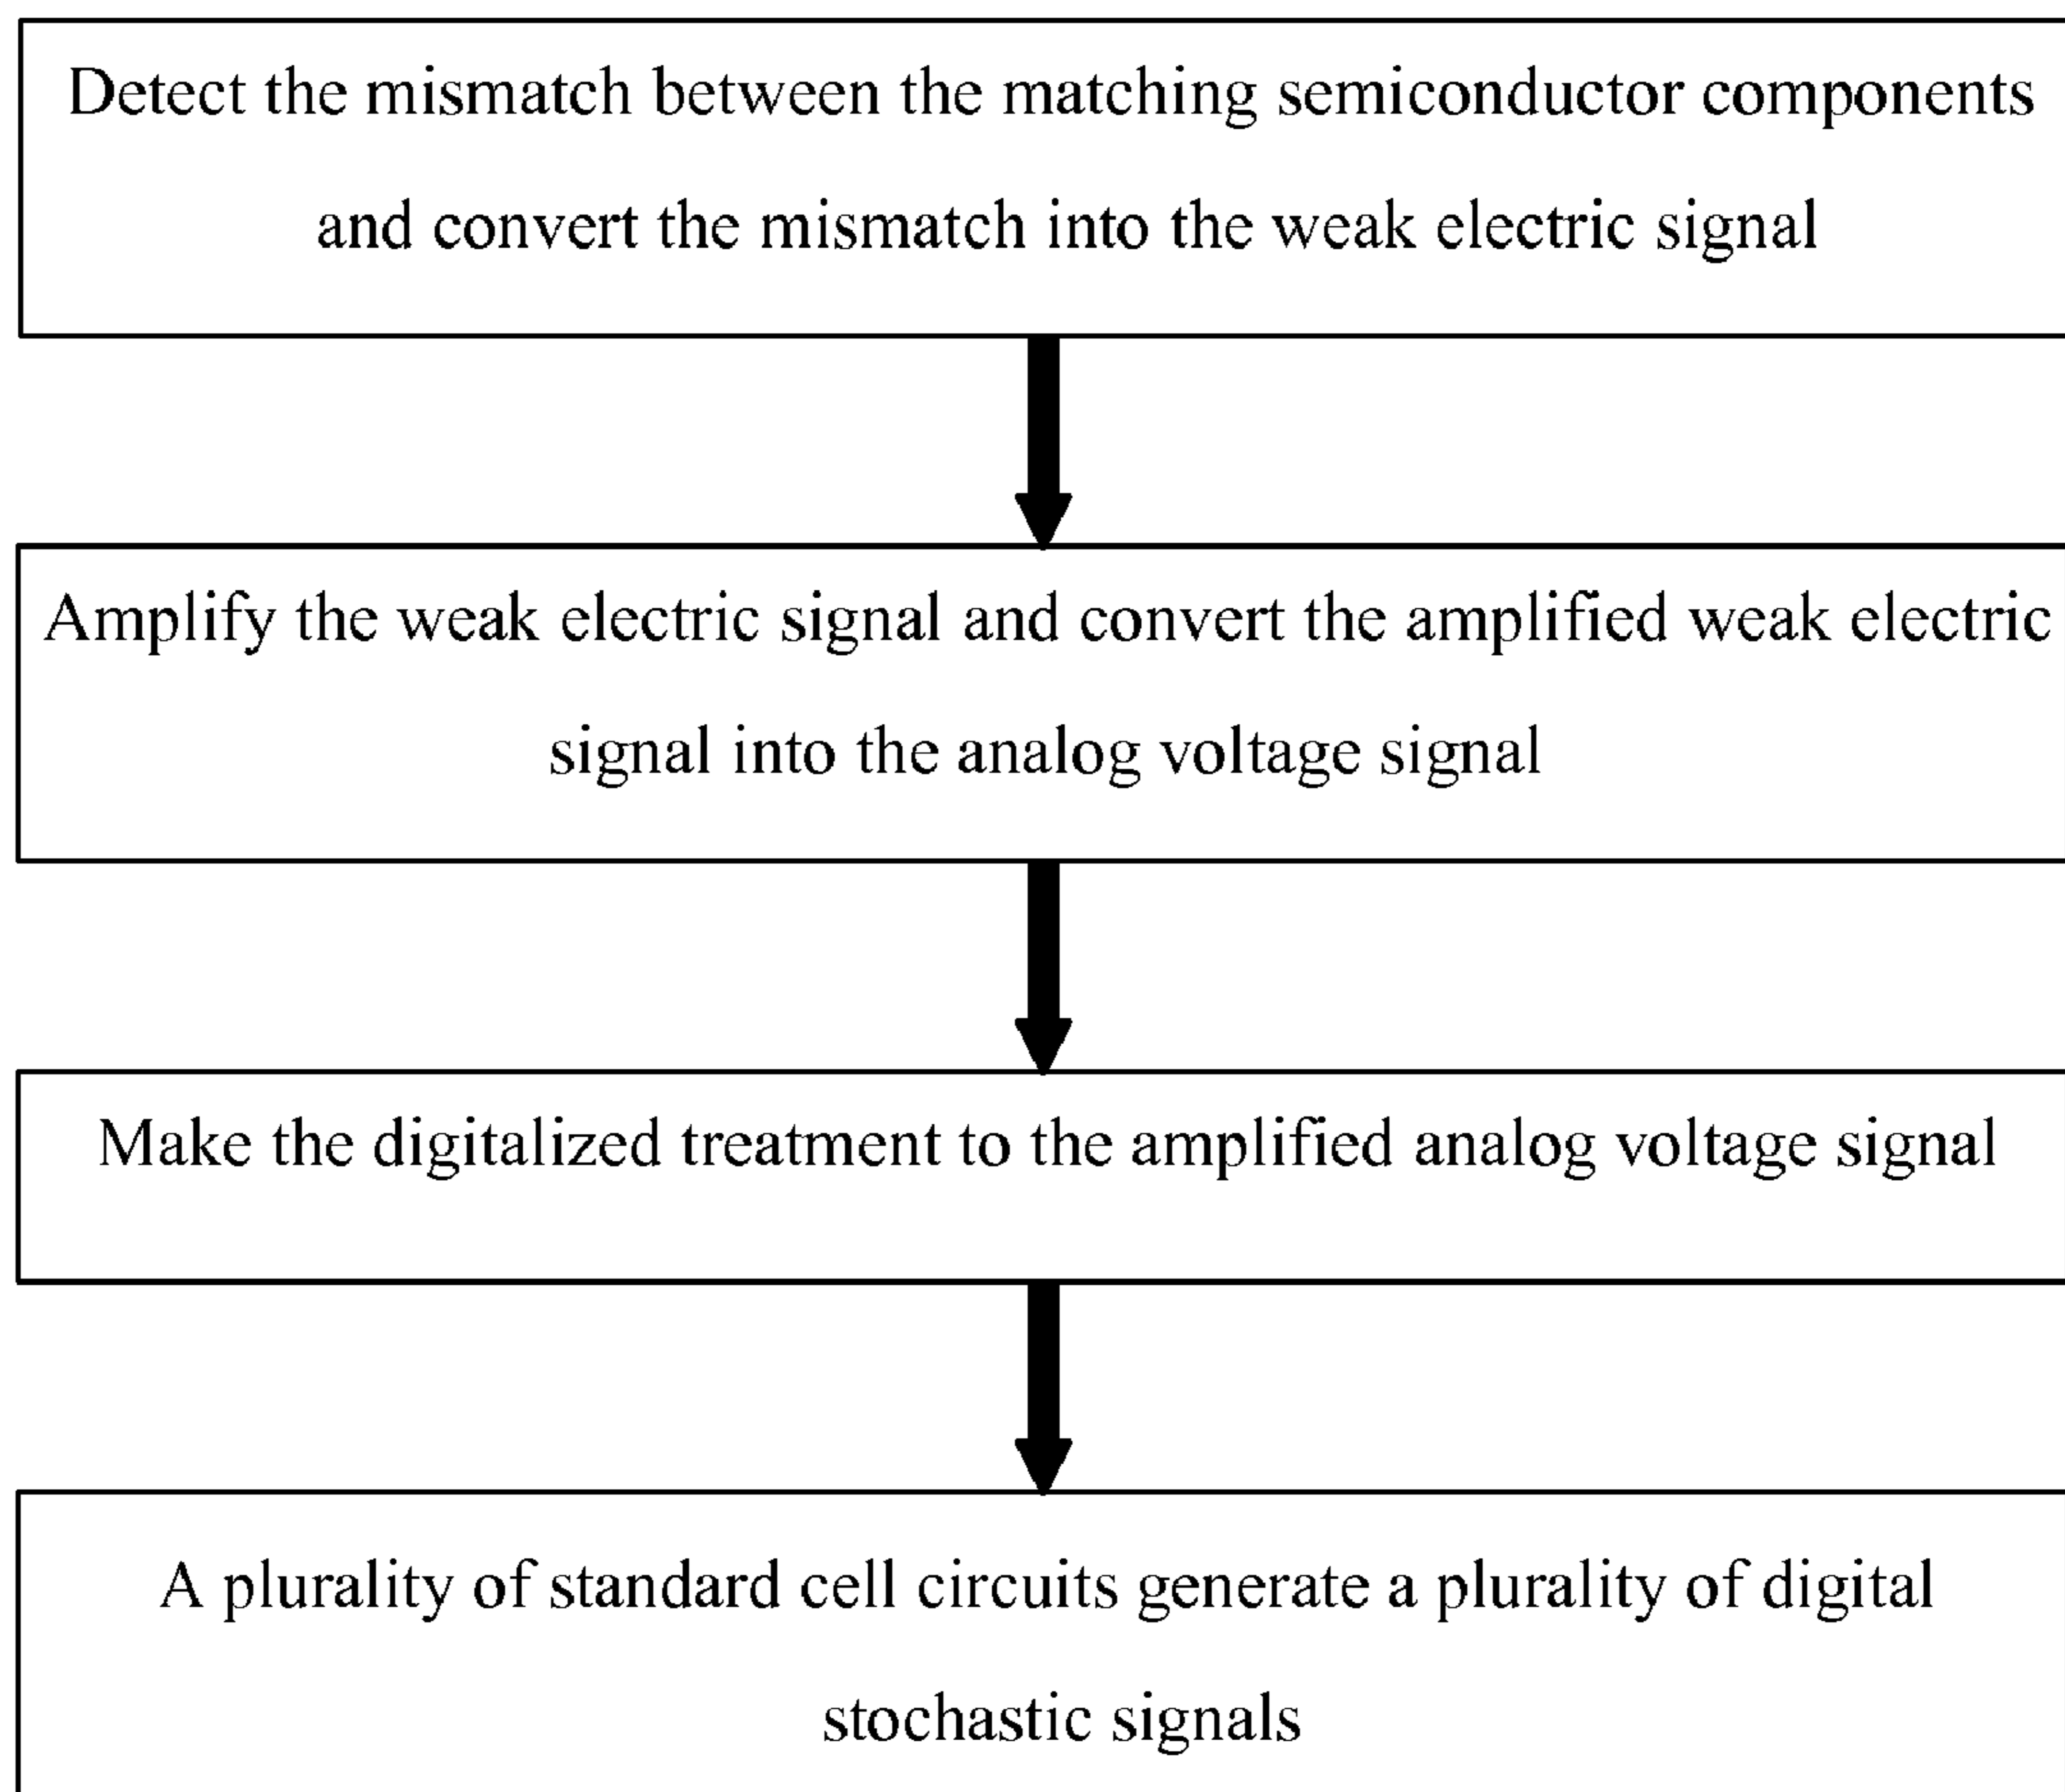 Detect the mismatch between the matching semiconductor components
and convert the mismatch into the weak electric signal
Amplify the weak electric signal and convert the amplified weak electric
signal into the analog voltage signal
Make the digitalized treatment to the amplified analog voltage signal
A plurality of standard cell circuits generate a plurality of digital
stochastic signals